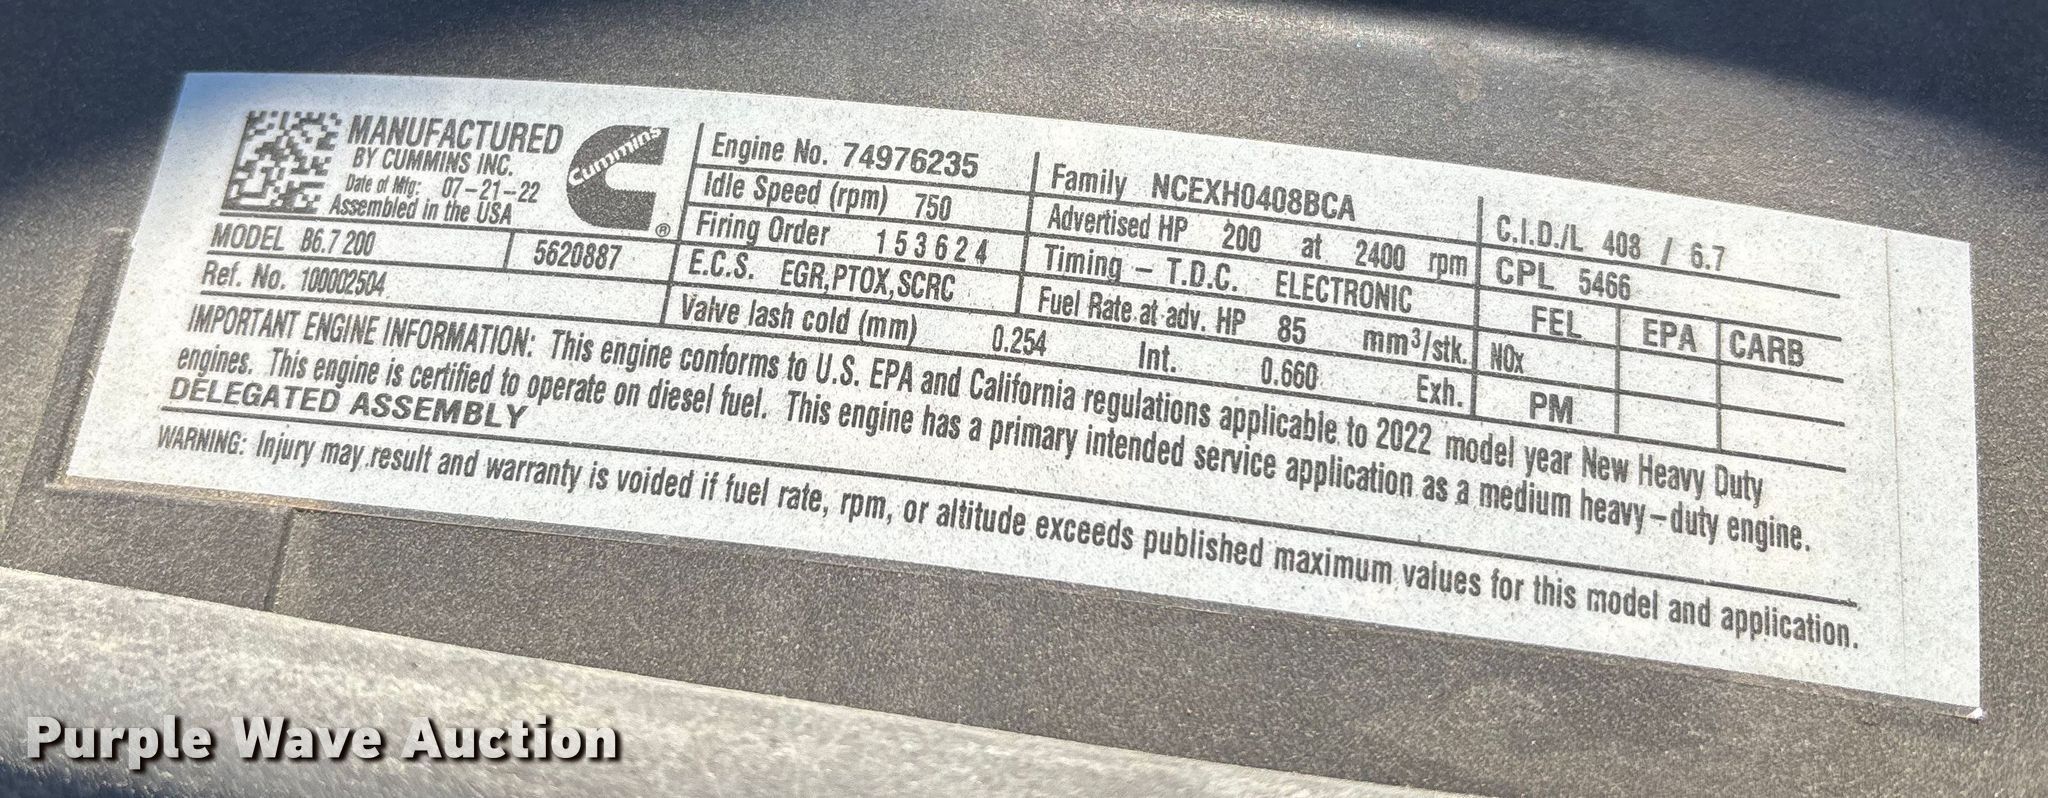 MANUFACTURED
BY CUMMINS INC.
Date of Mfg: 07-21-22
Assembled in the USA
cummins
®
MODEL B6.7 200 5620887
Ref. No. 100002504
Engine No. 74976235
Idle Speed (rpm) 750
Firing Order 1 5 3 6 2 4
E.C.S. EGR,PTOX,SCRC
Valve lash cold (mm) 0.254 Int. 0.660 Exh.
Family NCEXH0408BCA
Advertised HP 200 at 2400 rpm
Timing – T.D.C. ELECTRONIC
Fuel Rate at adv. HP 85 mm³/stk.
C.I.D./L 408 / 6.7
CPL 5466
FEL EPA CARB
NOx
PM
IMPORTANT ENGINE INFORMATION: This engine conforms to U.S. EPA and California regulations applicable to 2022 model year New Heavy Duty
engines. This engine is certified to operate on diesel fuel. This engine has a primary intended service application as a medium heavy-duty engine.
DELEGATED ASSEMBLY
WARNING: Injury may result and warranty is voided if fuel rate, rpm, or altitude exceeds published maximum values for this model and application.
Purple Wave Auction